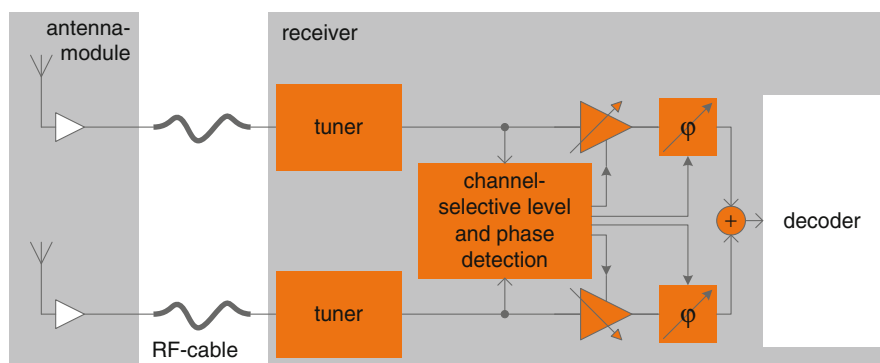 antenna-
module
receiver
tuner
φ
channel-
selective level
and phase
detection
+
decoder
tuner
φ
RF-cable